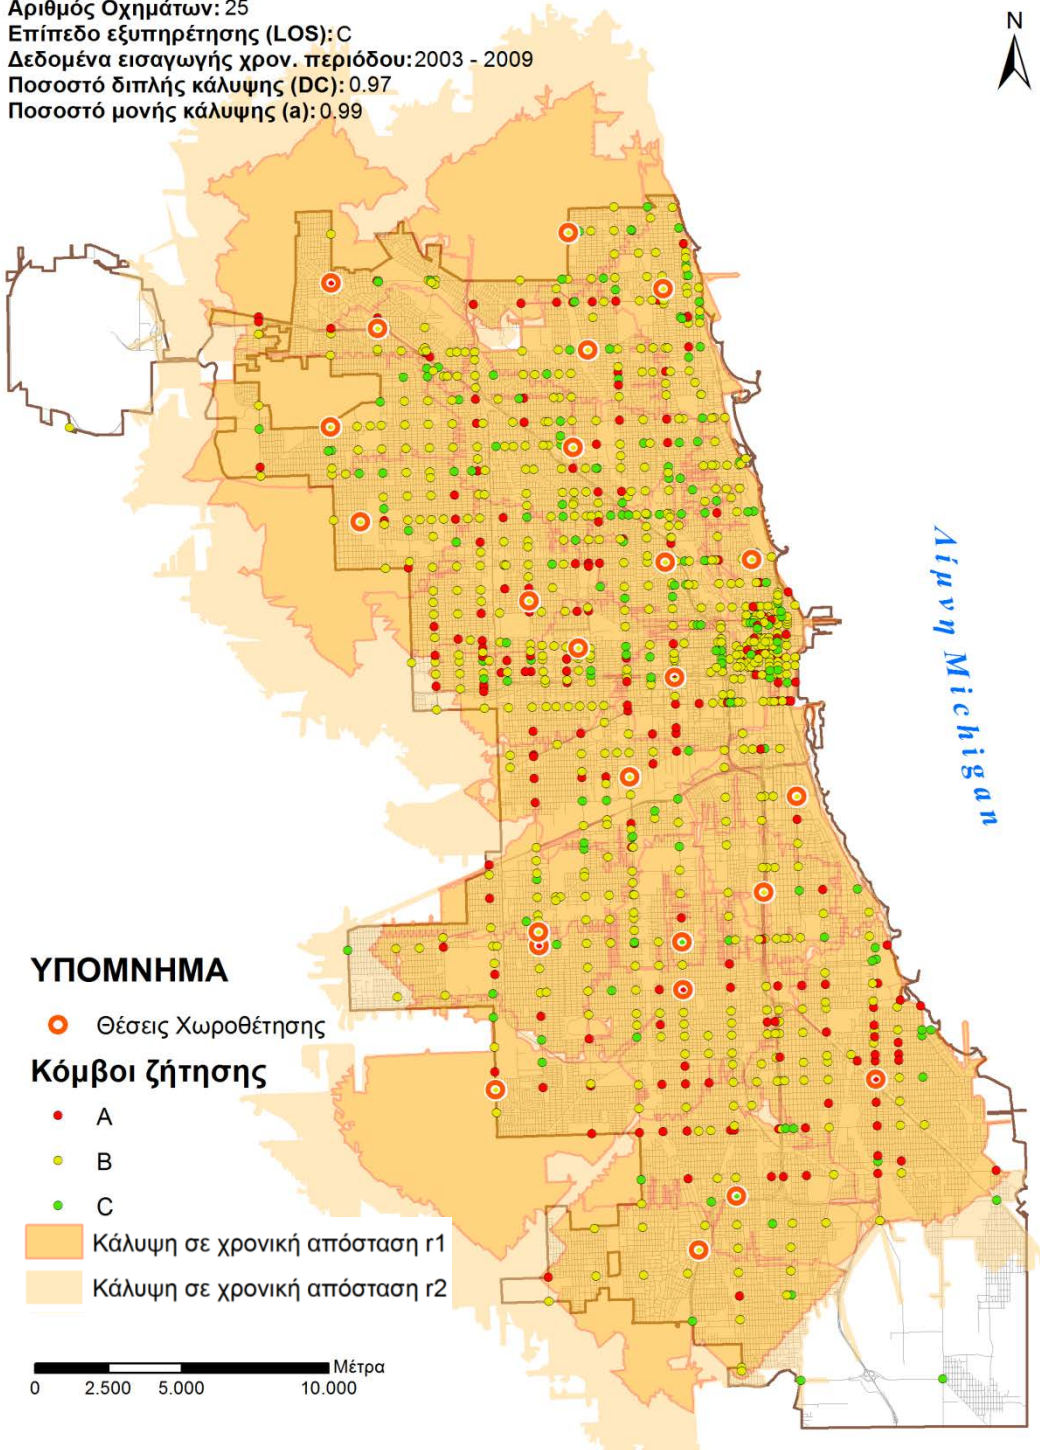 Αριθμός Οχημάτων: 25
Επίπεδο εξυπηρέτησης (LOS): C
Δεδομένα εισαγωγής χρον. περιόδου: 2003 - 2009
Ποσοστό διπλής κάλυψης (DC): 0.97
Ποσοστό μονής κάλυψης (a): 0.99
N
Λίμνη Michigan
ΥΠΟΜΝΗΜΑ
Θέσεις Χωροθέτησης
Κόμβοι ζήτησης
A
B
C
Κάλυψη σε χρονική απόσταση r1
Κάλυψη σε χρονική απόσταση r2
Μέτρα
0 2.500 5.000 10.000